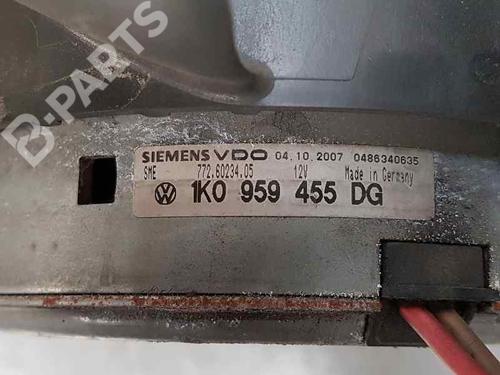 B-PARTS
SIEMENS VDO 04.10.2007 0486340635
SME 772.60234.05 12V Made in Germany
1K0 959 455 DG